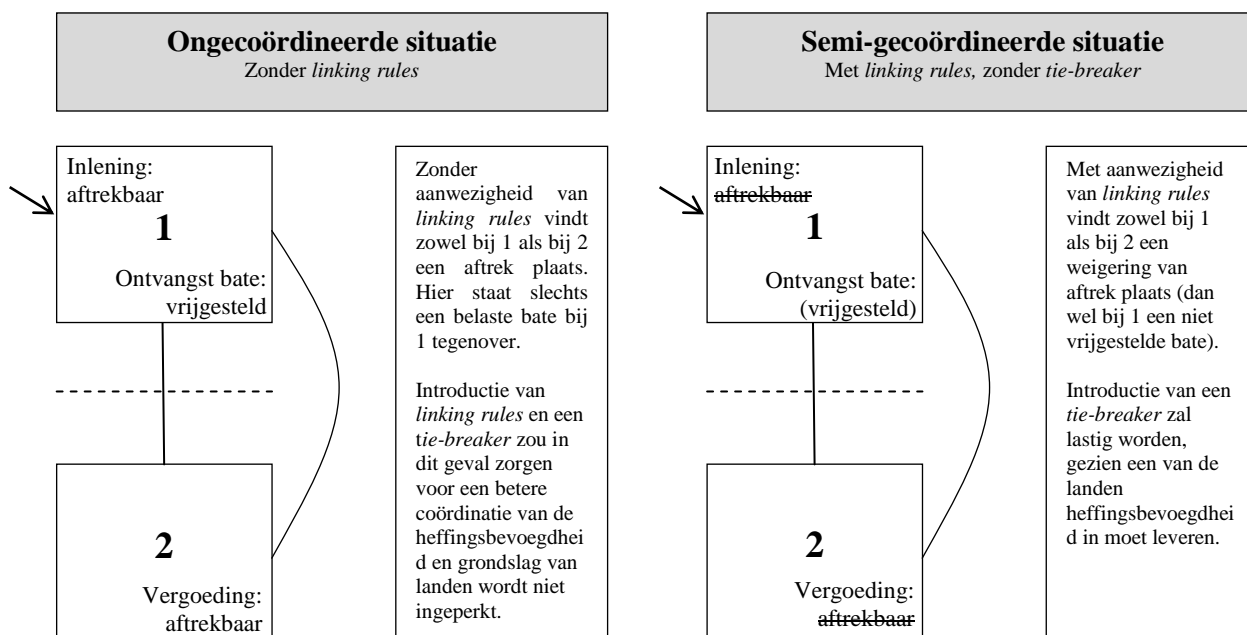 Ongecoördineerde situatie
Zonder linking rules
Inlening:
aftrekbaar
1
Ontvangst bate:
vrijgesteld
2
Vergoeding:
aftrekbaar
Zonder
aanwezigheid van
linking rules vindt
zowel bij 1 als bij 2
een aftrek plaats.
Hier staat slechts
een belaste bate bij
1 tegenover.
Introductie van
linking rules en een
tie-breaker zou in
dit geval zorgen
voor een betere
coördinatie van de
heffingsbevoegdhei
d en grondslag van
landen wordt niet
ingeperkt.
Semi-gecoördineerde situatie
Met linking rules, zonder tie-breaker
Inlening:
aftrekbaar
1
Ontvangst bate:
(vrijgesteld)
2
Vergoeding:
aftrekbaar
Met aanwezigheid
van linking rules
vindt zowel bij 1
als bij 2 een
weigering van
aftrek plaats (dan
wel bij 1 een niet
vrijgestelde bate).
Introductie van een
tie-breaker zal
lastig worden,
gezien een van de
landen
heffingsbevoegdhei
d in moet leveren.